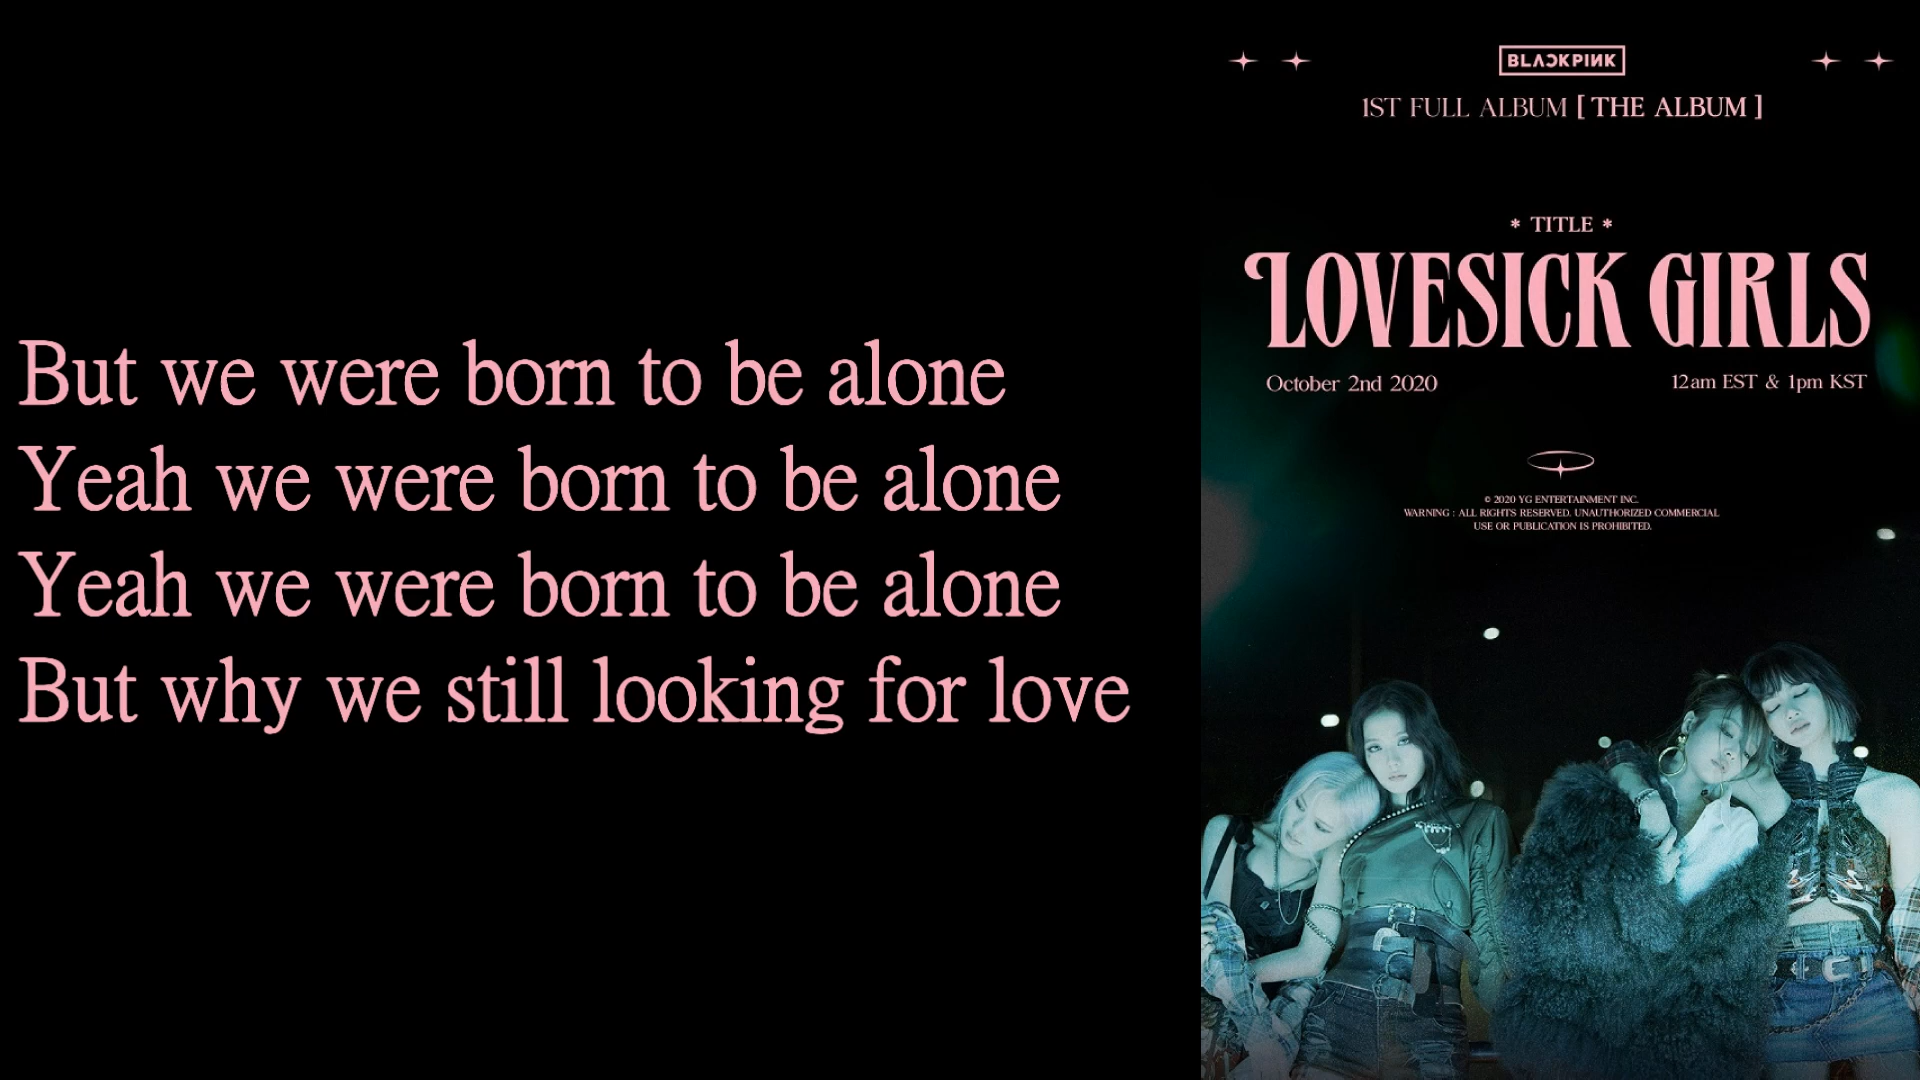 But we were born to be alone
Yeah we were born to be alone
Yeah we were born to be alone
But why we still looking for love
BLACKPINK
1ST FULL ALBUM [ THE ALBUM ]
* TITLE *
LOVESICK GIRLS
October 2nd 2020
12am EST & 1pm KST
© 2020 YG ENTERTAINMENT INC.
WARNING : ALL RIGHTS RESERVED. UNAUTHORIZED COMMERCIAL
USE OR PUBLICATION IS PROHIBITED.